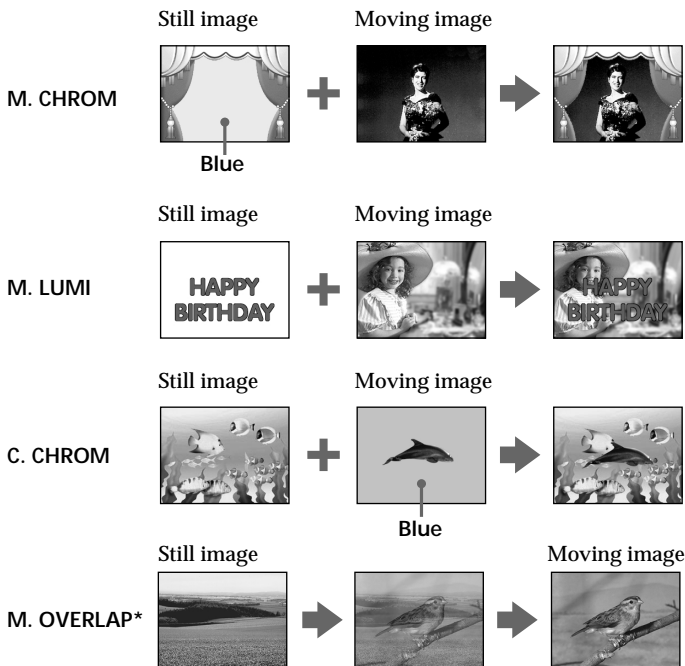 Still image Moving image
M. CHROM
Blue
Still image Moving image
M. LUMI
HAPPY
BIRTHDAY
HAPPY
BIRTHDAY
Still image Moving image
C. CHROM
Blue
Still image Moving image
M. OVERLAP*